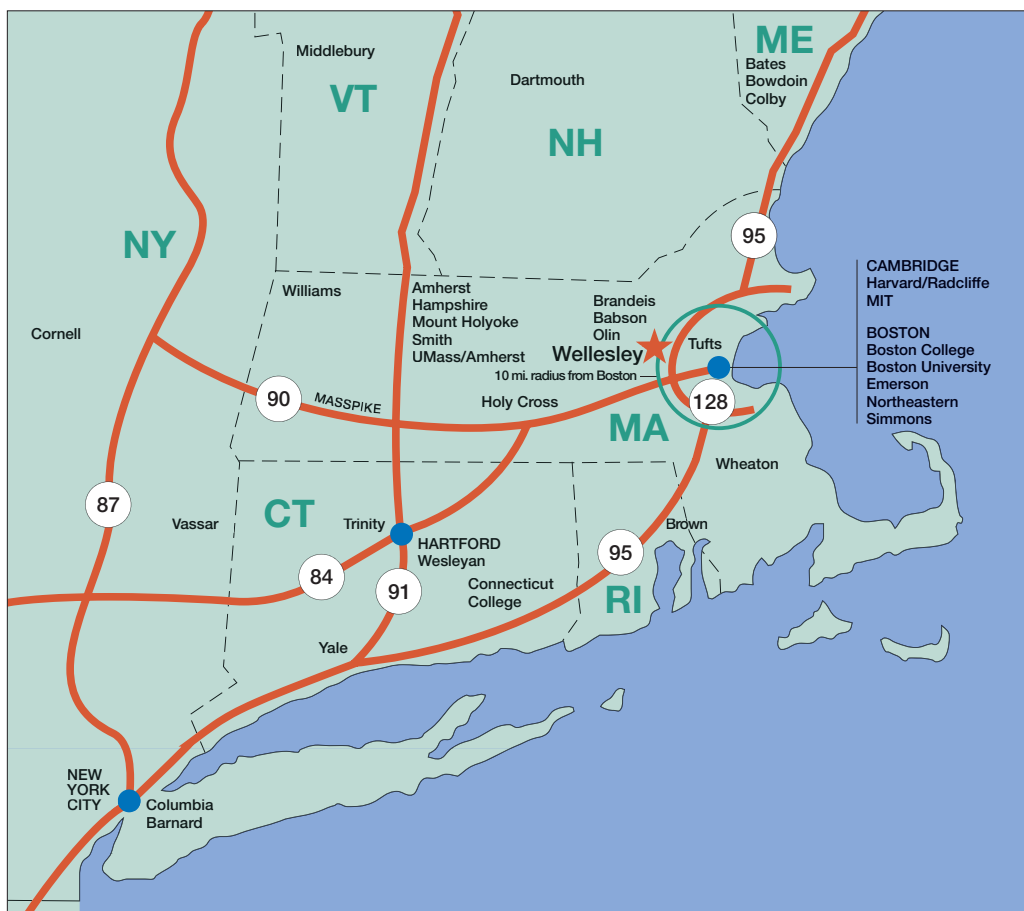 ME
Middlebury
Bates
Bowdoin
Colby
Dartmouth
VT
NH
NY
95
CAMBRIDGE
Harvard/Radcliffe
MIT
Williams
Amherst
Hampshire
Mount Holyoke
Smith
UMass/Amherst
Brandeis
Babson
Olin
Wellesley
10 mi. radius from Boston
Tufts
Cornell
BOSTON
Boston College
Boston University
Emerson
Northeastern
Simmons
90
MASSPIKE
Holy Cross
128
MA
Wheaton
87
Vassar
CT
Trinity
HARTFORD
Wesleyan
Brown
95
84
91
Connecticut
College
RI
Yale
NEW
YORK
CITY
Columbia
Barnard